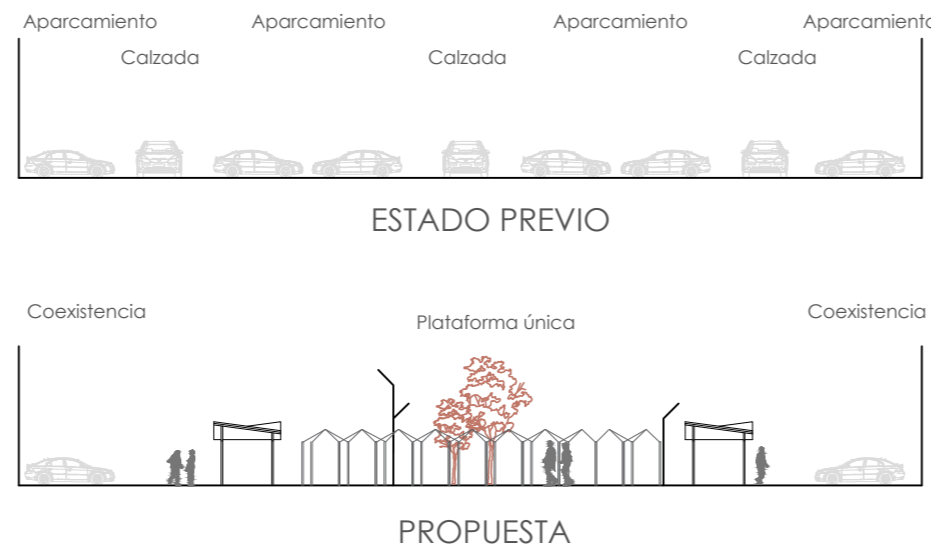 Aparcamiento Aparcamiento Aparcamiento Aparcamiento
Calzada Calzada Calzada
ESTADO PREVIO
Coexistencia Plataforma única Coexistencia
PROPUESTA